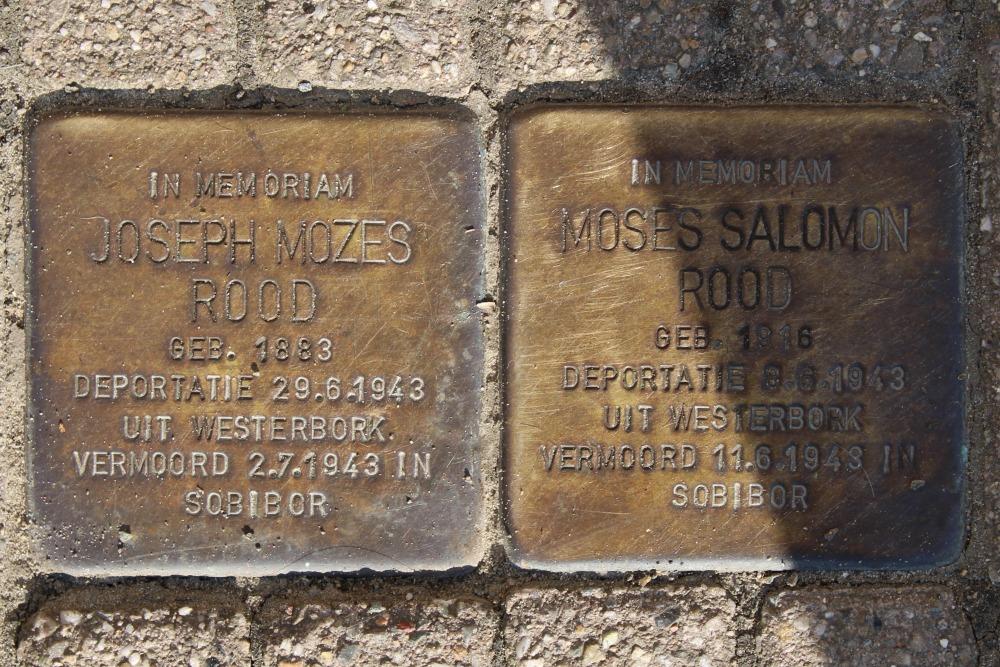 IN MEMORIAM
JOSEPH MOZES
ROOD
GEB. 1883
DEPORTATIE 29.6.1943
UIT WESTERBORK.
VERMOORD 2.7.1943 IN
SOBIBOR
IN MEMORIAM
MOSES SALOMON
ROOD
GEB. 1916
DEPORTATIE 8.6.1943
UIT WESTERBORK
VERMOORD 11.6.1943 IN
SOBIBOR